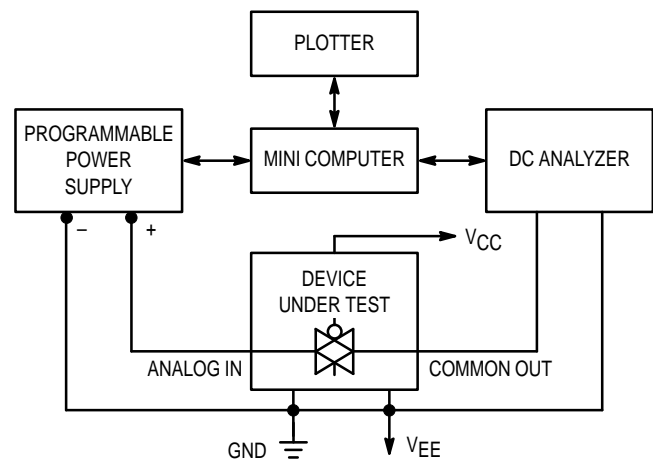 PLOTTER
PROGRAMMABLE
POWER
SUPPLY
MINI COMPUTER
DC ANALYZER
– +
VCC
DEVICE
UNDER TEST
ANALOG IN
COMMON OUT
GND
VEE